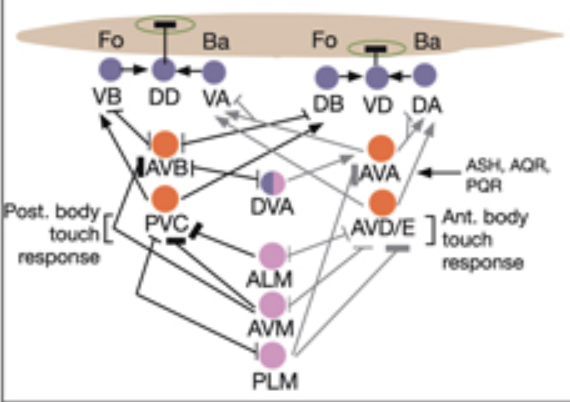 Fo Ba Fo Ba
VB DD VA DB VD DA
AVB AVA
ASH, AQR,
PQR
DVA
PVC AVD/E
Post. body
touch
response
Ant. body
touch
response
ALM
AVM
PLM